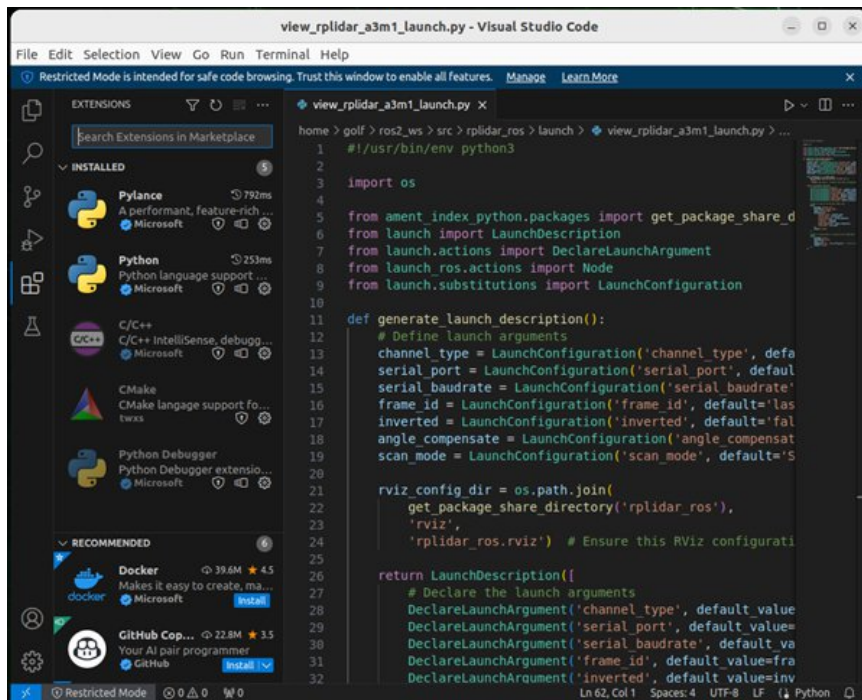 view_rplidar_a3m1_launch.py - Visual Studio Code
File Edit Selection View Go Run Terminal Help
Restricted Mode is intended for safe code browsing. Trust this window to enable all features. Manage Learn More
EXTENSIONS
Search Extensions in Marketplace
INSTALLED 5
Pylance 792ms
A performant, feature-rich ...
Microsoft
Python 253ms
Python language support ...
Microsoft
C/C++
C/C++
C/C++ IntelliSense, debugg...
Microsoft
CMake
CMake langage support fo...
twxs
Python Debugger
Python Debugger extensio...
Microsoft
RECOMMENDED 6
Docker 39.6M 4.5
Makes it easy to create, ma...
docker
Microsoft Install
GitHub Cop... 22.8M 3.5
Your AI pair programmer
GitHub Install
view_rplidar_a3m1_launch.py
home > golf > ros2_ws > src > rplidar_ros > launch > view_rplidar_a3m1_launch.py > ...
1 #!/usr/bin/env python3
2
3 import os
4
5 from ament_index_python.packages import get_package_share_d
6 from launch import LaunchDescription
7 from launch.actions import DeclareLaunchArgument
8 from launch_ros.actions import Node
9 from launch.substitutions import LaunchConfiguration
10
11 def generate_launch_description():
12 # Define launch arguments
13 channel_type = LaunchConfiguration('channel_type', defa
14 serial_port = LaunchConfiguration('serial_port', defaul
15 serial_baudrate = LaunchConfiguration('serial_baudrate'
16 frame_id = LaunchConfiguration('frame_id', default='las
17 inverted = LaunchConfiguration('inverted', default='fal
18 angle_compensate = LaunchConfiguration('angle_compensat
19 scan_mode = LaunchConfiguration('scan_mode', default='S
20
21 rviz_config_dir = os.path.join(
22 get_package_share_directory('rplidar_ros'),
23 'rviz',
24 'rplidar_ros.rviz') # Ensure this RViz configurati
25
26 return LaunchDescription([
27 # Declare the launch arguments
28 DeclareLaunchArgument('channel_type', default_value
29 DeclareLaunchArgument('serial_port', default_value=
30 DeclareLaunchArgument('serial_baudrate', default_va
31 DeclareLaunchArgument('frame_id', default_value=fra
32 DeclareLaunchArgument('inverted', default_value=inv
Restricted Mode 0 0 0 Ln 62, Col 1 Spaces: 4 UTF-8 LF Python